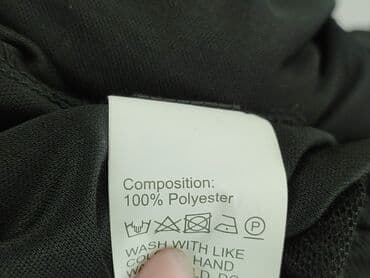 Composition:
100% Polyester
P
WASH WITH LIKE
HAND